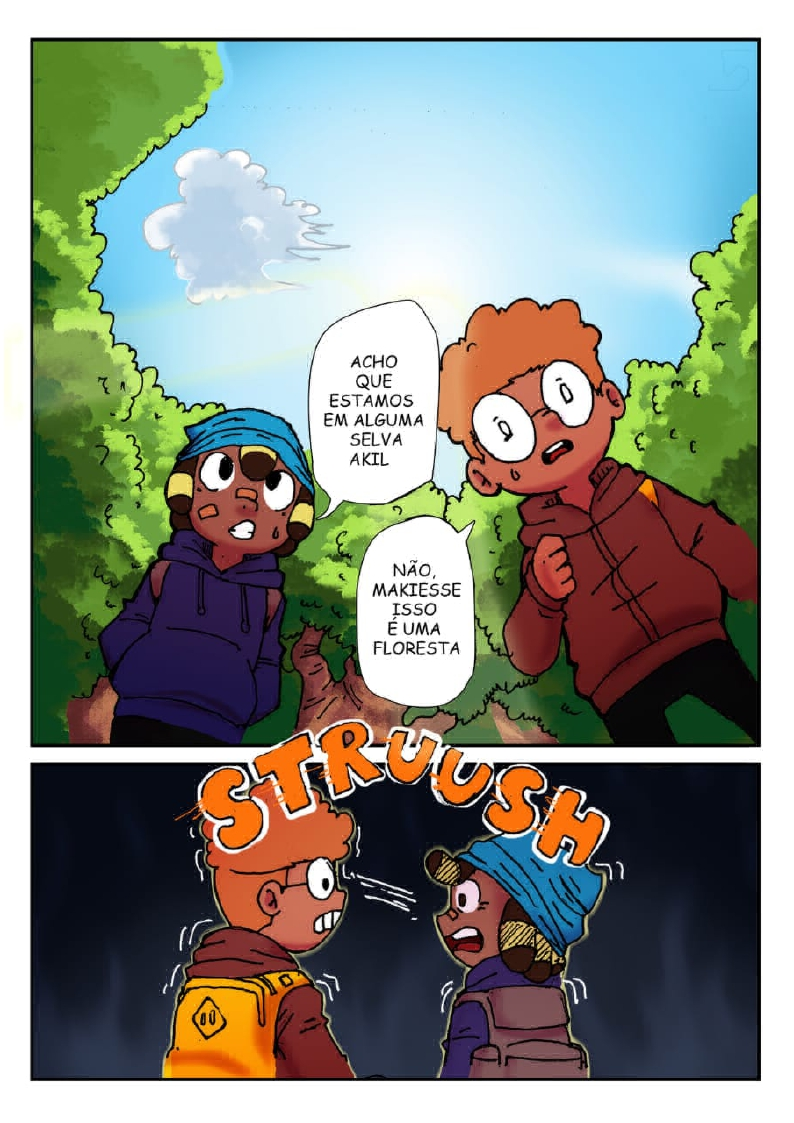 ACHO
QUE
ESTAMOS
EM ALGUMA
SELVA
AKIL
NÃO,
MAKIESSE
ISSO
É UMA
FLORESTA
STRUUSH